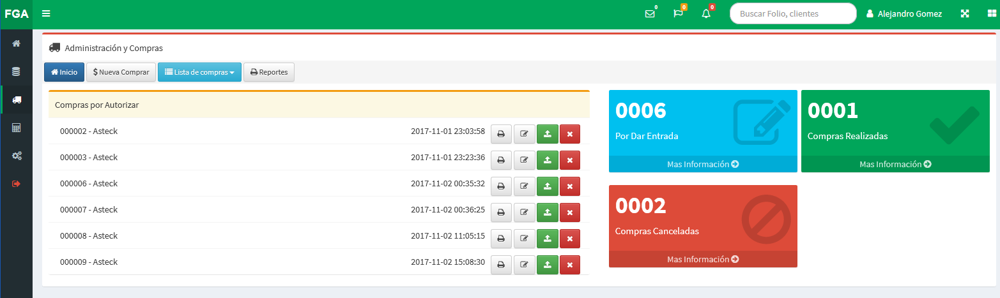 FGA
0
0
0
Buscar Folio, clientes
Alejandro Gomez
Administración y Compras
Inicio
Nueva Comprar
Lista de compras
Reportes
Compras por Autorizar
000002 - Asteck 2017-11-01 23:03:58
000003 - Asteck 2017-11-01 23:23:36
000006 - Asteck 2017-11-02 00:35:32
000007 - Asteck 2017-11-02 00:36:25
000008 - Asteck 2017-11-02 11:05:15
000009 - Asteck 2017-11-02 15:08:30
0006
Por Dar Entrada
Mas Información
0001
Compras Realizadas
Mas Información
0002
Compras Canceladas
Mas Información